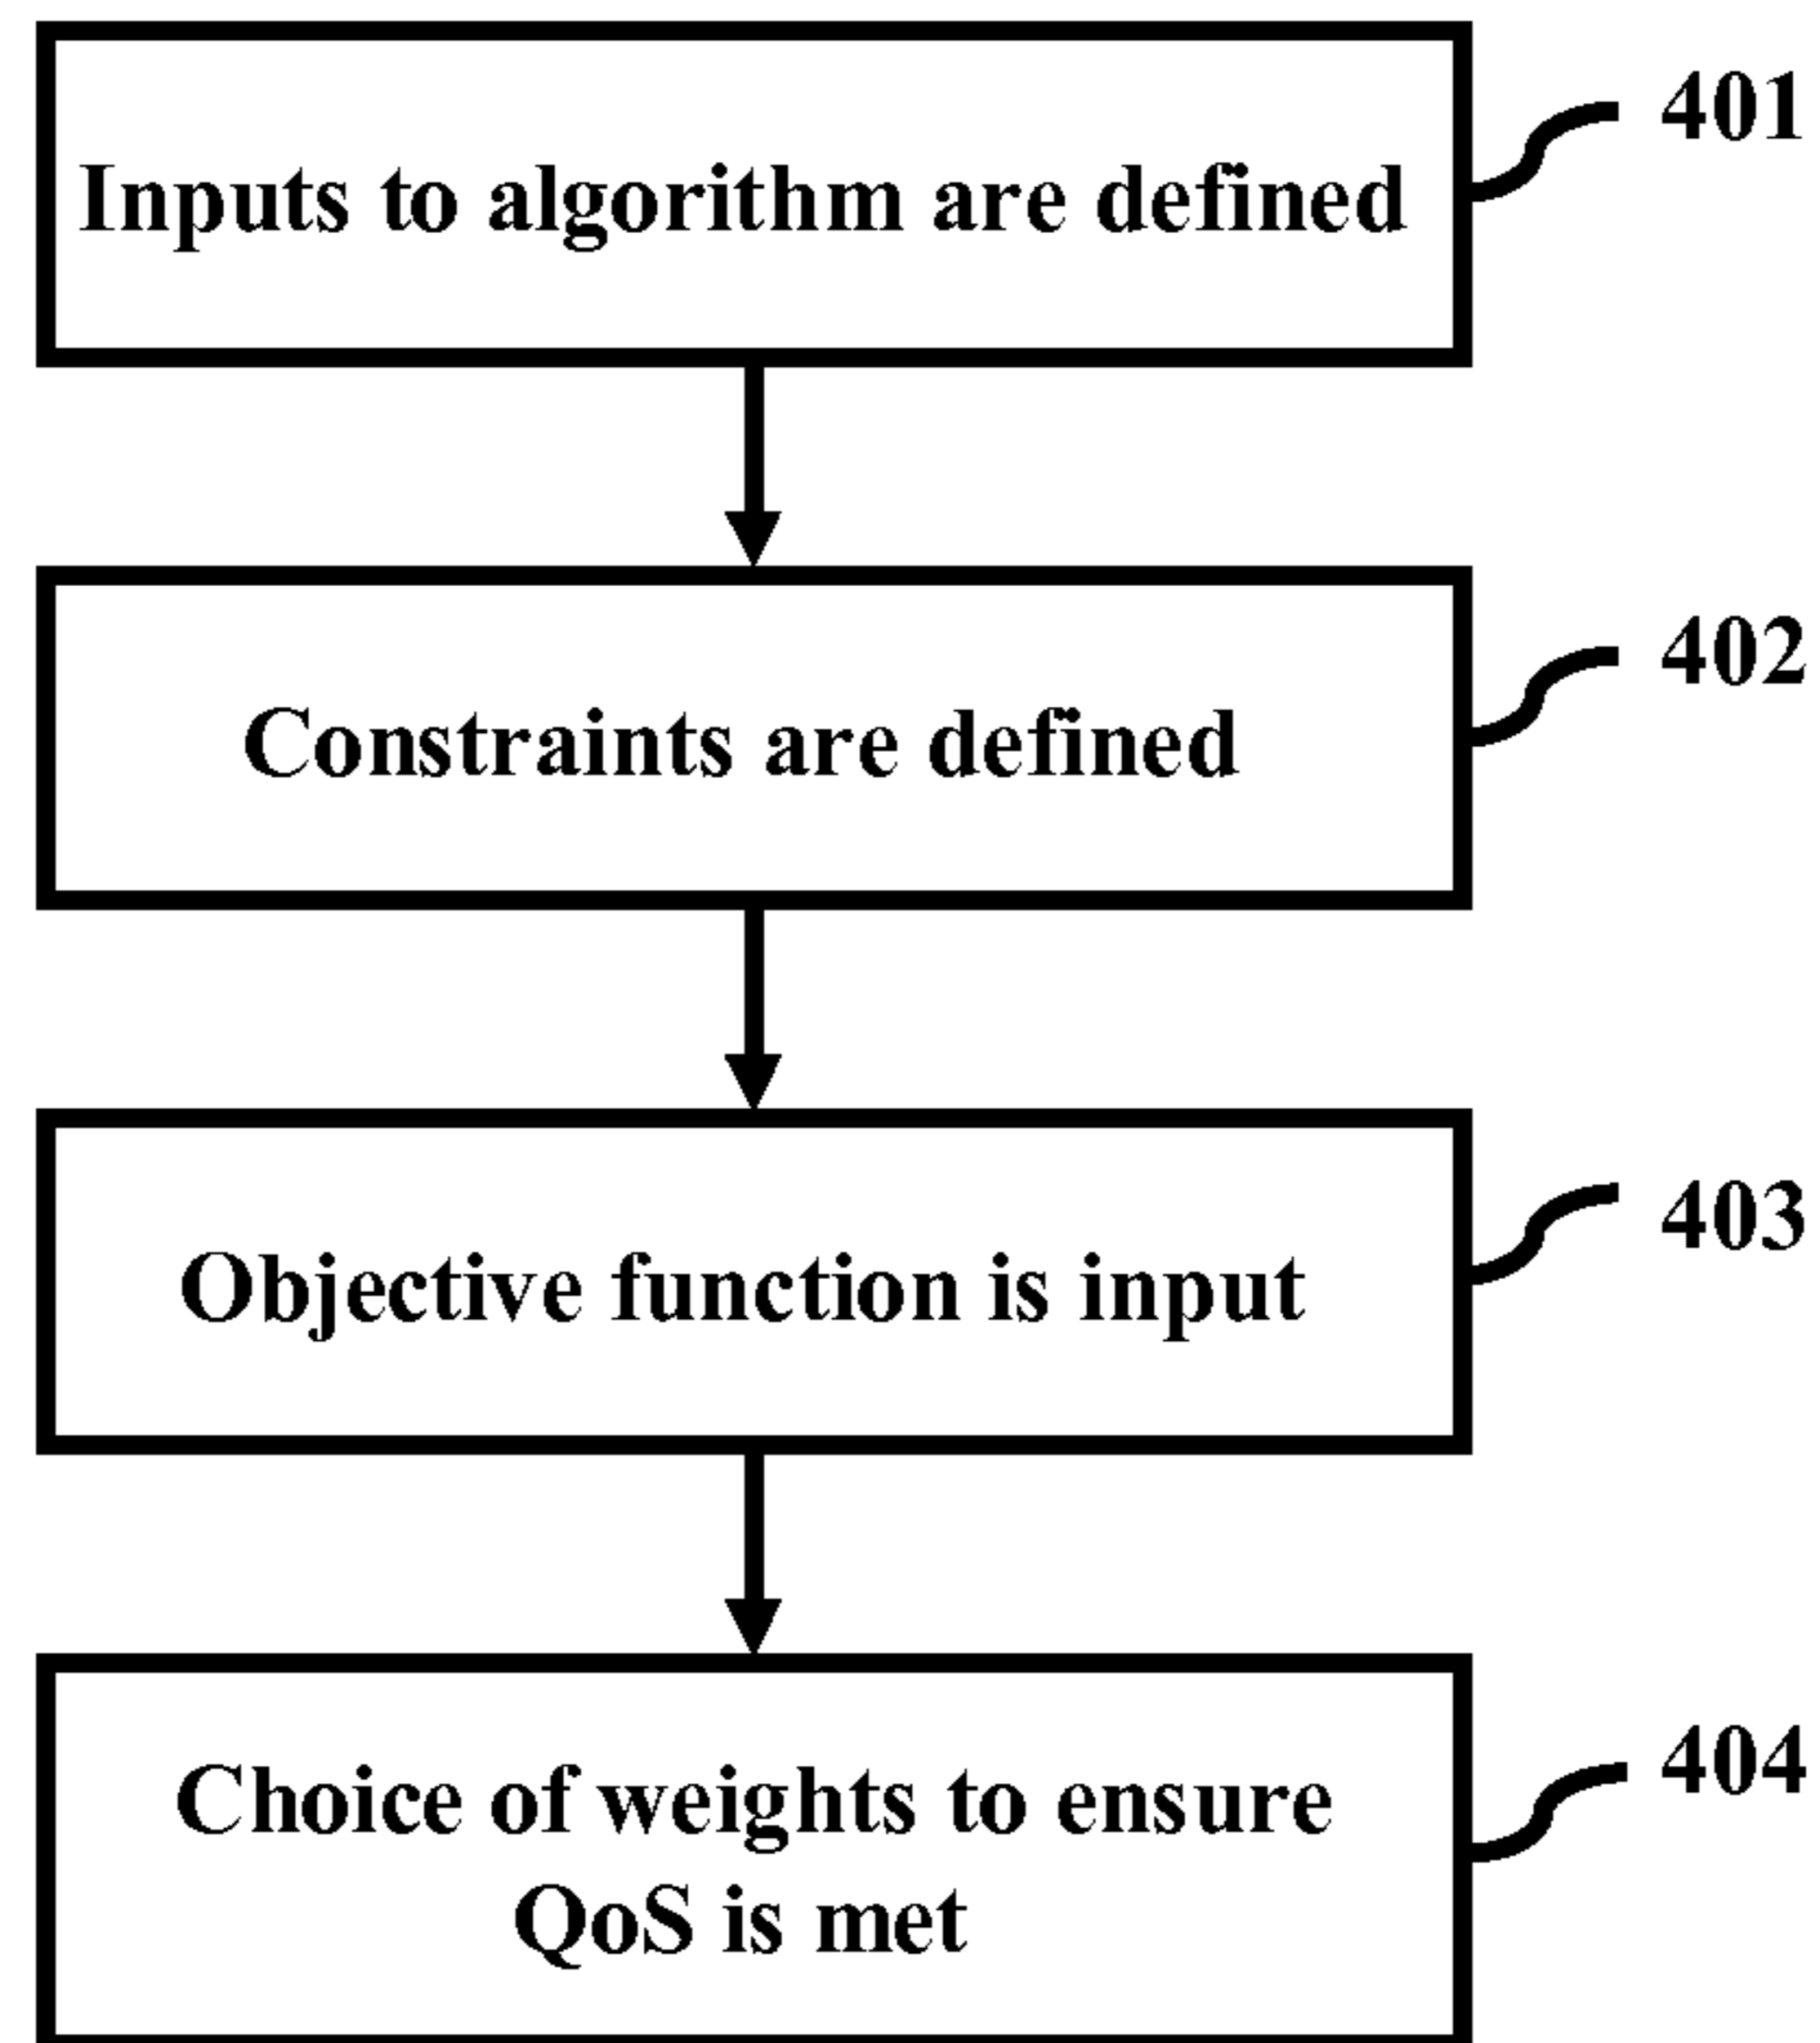 Inputs to algorithm are defined
401
Constraints are defined
402
Objective function is input
403
Choice of weights to ensure
QoS is met
404